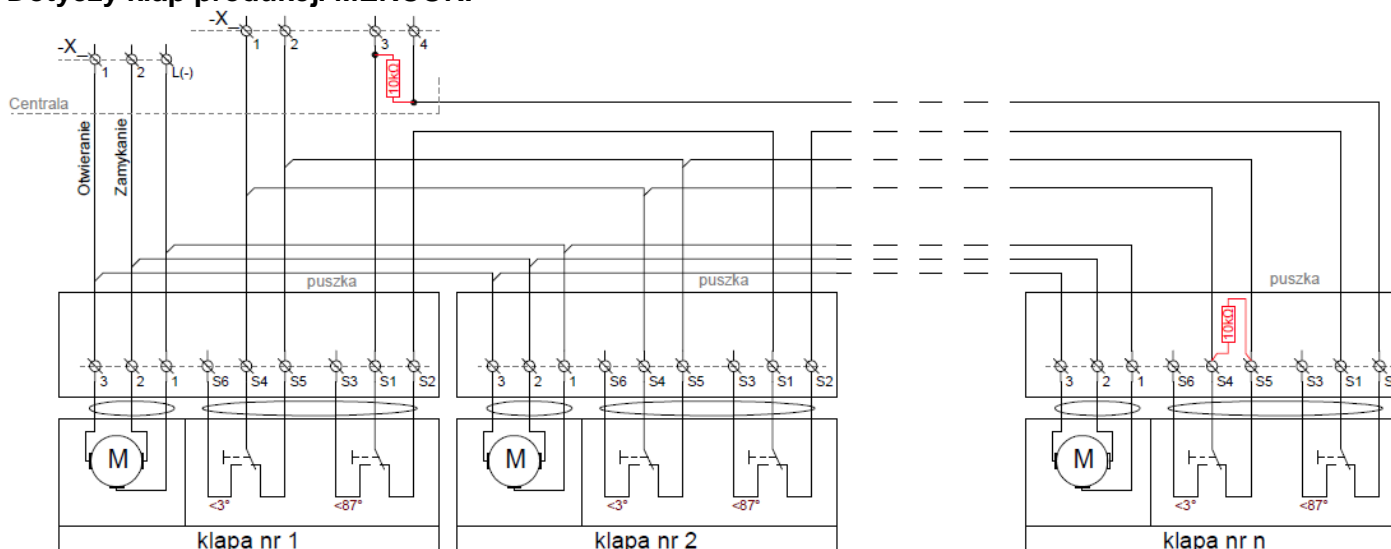 -X_ 1 2 3 4
-X_ 1 2 L(-)
10kΩ
Centrala
Otwieranie
Zamykanie
puszka puszka puszka
10kΩ
3 2 1 S6 S4 S5 S3 S1 S2 3 2 1 S6 S4 S5 S3 S1 S2 3 2 1 S6 S4 S5 S3 S1
M M M
<3° <87° <3° <87° <3° <87°
klapa nr 1 klapa nr 2 klapa nr n